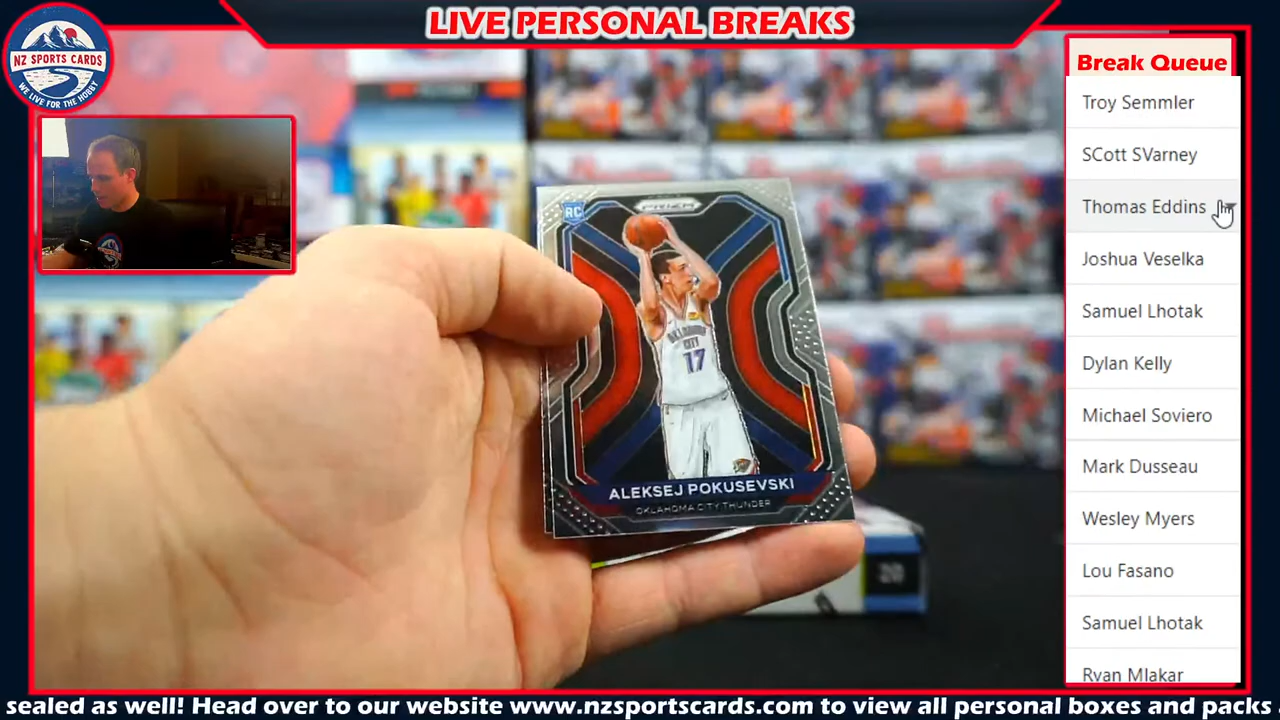 LIVE PERSONAL BREAKS
NZ SPORTS CARDS
WE LIVE FOR THE HOBBY
Break Queue
Troy Semmler
SCott SVarney
Thomas Eddins
Joshua Veselka
Samuel Lhotak
Dylan Kelly
Michael Soviero
Mark Dusseau
Wesley Myers
Lou Fasano
Samuel Lhotak
Ryan Mlakar
RC
PRIZM
OKLAHOMA
CITY
17
ALEKSEJ POKUSEVSKI
OKLAHOMA CITY THUNDER
20
sealed as well! Head over to our website www.nzsportscards.com to view all personal boxes and packs